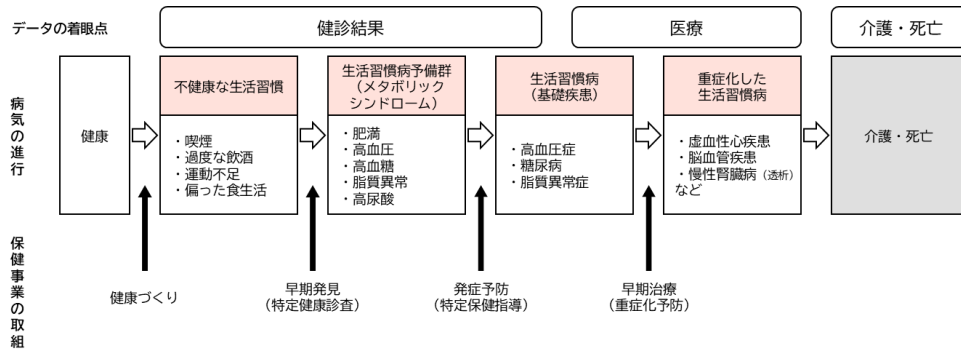 データの着眼点
健診結果
医療
介護・死亡
病気の進行
健康
不健康な生活習慣
・喫煙
・過度な飲酒
・運動不足
・偏った食生活
生活習慣病予備群
（メタボリック
シンドローム）
・肥満
・高血圧
・高血糖
・脂質異常
・高尿酸
生活習慣病
（基礎疾患）
・高血圧症
・糖尿病
・脂質異常症
重症化した
生活習慣病
・虚血性心疾患
・脳血管疾患
・慢性腎臓病（透析）
など
介護・死亡
保健事業の取組
健康づくり
早期発見
（特定健康診査）
発症予防
（特定保健指導）
早期治療
（重症化予防）